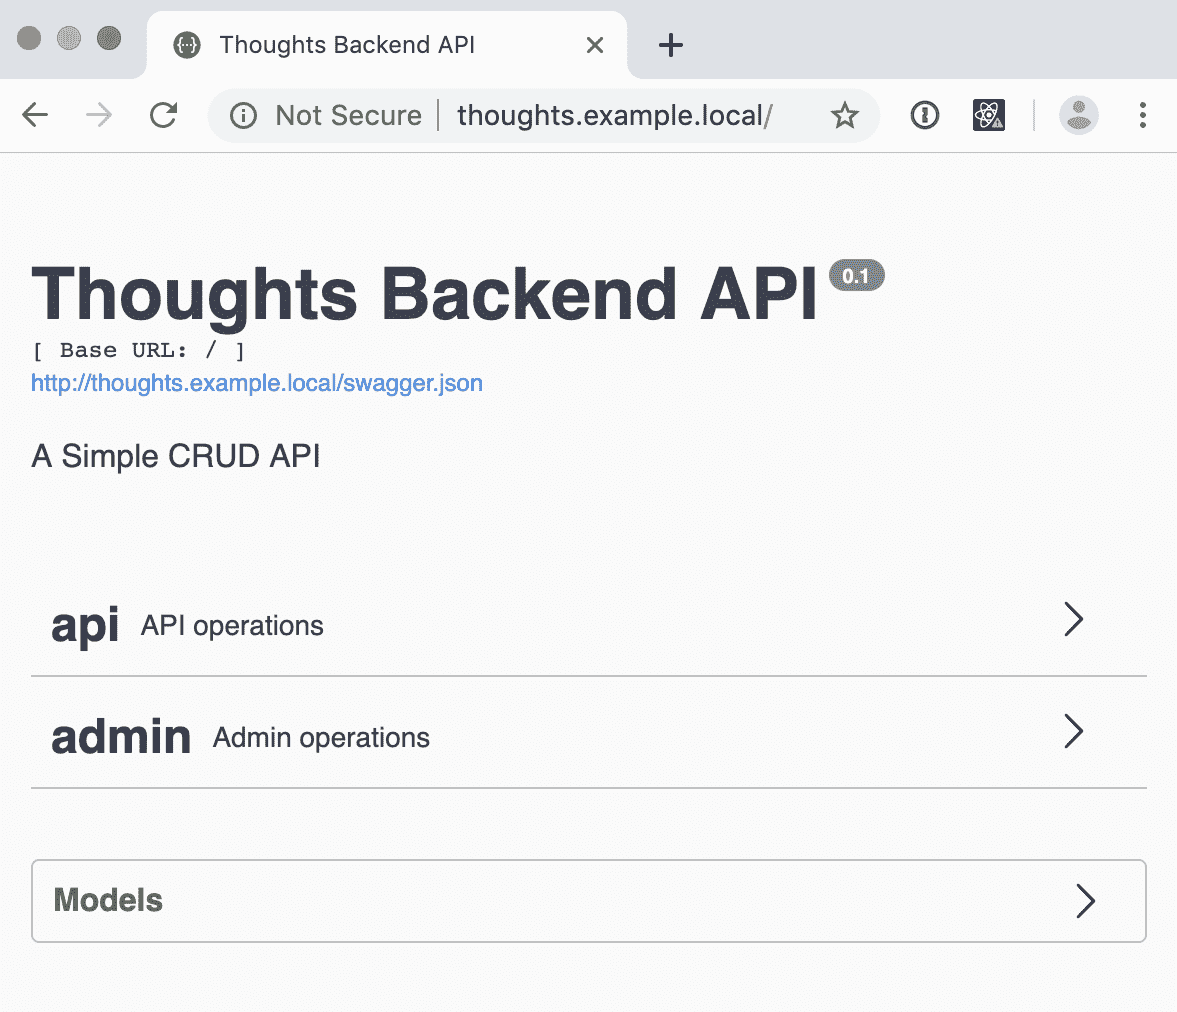 Thoughts Backend API
Not Secure | thoughts.example.local/
Thoughts Backend API 0.1
[ Base URL: / ]
http://thoughts.example.local/swagger.json
A Simple CRUD API
api API operations
admin Admin operations
Models